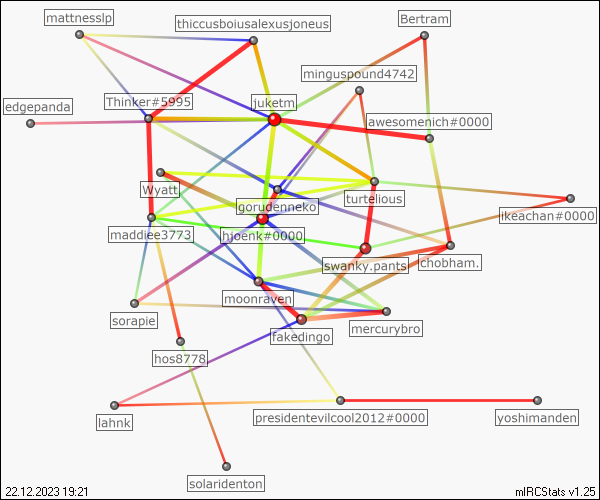 mattnesslp
thiccusboiusalexusjoneus
Bertram
minguspound4742
edgepanda
Thinker#5995
juketm
awesomenich#0000
Wyatt
gorudenneko
turtelious
ikeachan#0000
maddiee3773
hjoenk#0000
swanky.pants
chobham.
moonraven
sorapie
fakedingo
mercurybro
hos8778
lahnk
presidentevilcool2012#0000
yoshimanden
solaridenton
22.12.2023 19:21
mIRCStats v1.25